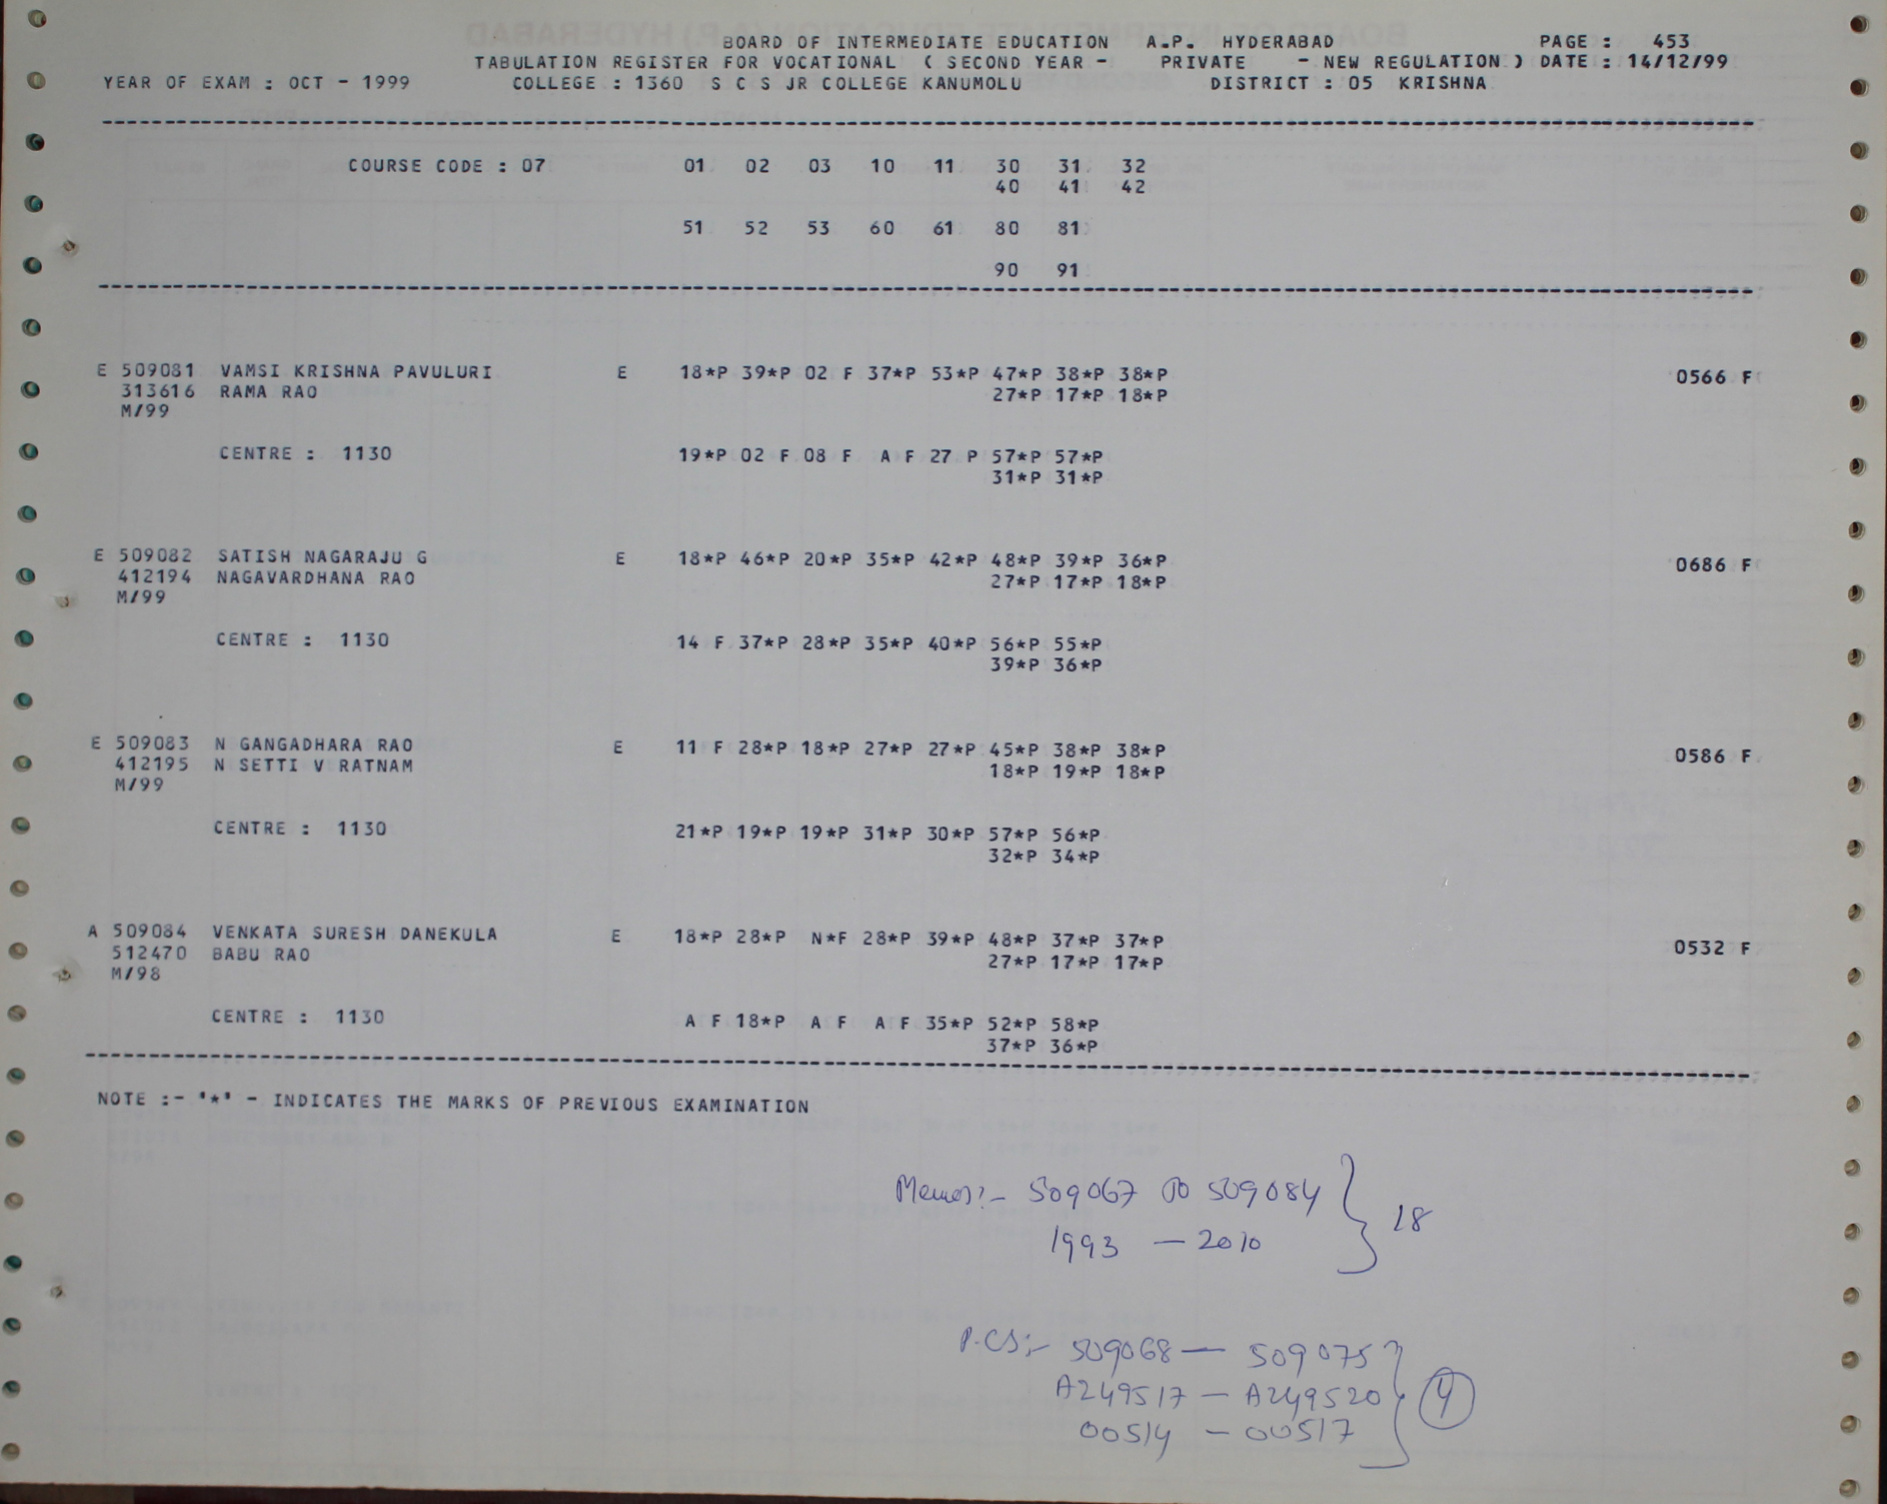 BOARD OF INTERMEDIATE EDUCATION A.P. HYDERABAD PAGE : 453
TABULATION REGISTER FOR VOCATIONAL ( SECOND YEAR - PRIVATE - NEW REGULATION ) DATE : 14/12/99
YEAR OF EXAM : OCT - 1999 COLLEGE : 1360 S C S JR COLLEGE KANUMOLU DISTRICT : 05 KRISHNA
COURSE CODE : 07 01 02 03 10 11 30 31 32
40 41 42
51 52 53 60 61 80 81
90 91
E 509081 VAMSI KRISHNA PAVULURI E 18*P 39*P 02 F 37*P 53*P 47*P 38*P 38*P 0566 F
313616 RAMA RAO 27*P 17*P 18*P
M/99
CENTRE : 1130 19*P 02 F 08 F A F 27 P 57*P 57*P
31*P 31*P
E 509082 SATISH NAGARAJU G E 18*P 46*P 20*P 35*P 42*P 48*P 39*P 36*P 0686 F
412194 NAGAVARDHANA RAO 27*P 17*P 18*P
M/99
CENTRE : 1130 14 F 37*P 28*P 35*P 40*P 56*P 55*P
39*P 36*P
E 509083 N GANGADHARA RAO E 11 F 28*P 18*P 27*P 27*P 45*P 38*P 38*P 0586 F
412195 N SETTI V RATNAM 18*P 19*P 18*P
M/99
CENTRE : 1130 21*P 19*P 19*P 31*P 30*P 57*P 56*P
32*P 34*P
A 509084 VENKATA SURESH DANEKULA E 18*P 28*P N*F 28*P 39*P 48*P 37*P 37*P 0532 F
512470 BABU RAO 27*P 17*P 17*P
M/98
CENTRE : 1130 A F 18*P A F A F 35*P 52*P 58*P
37*P 36*P
NOTE :- '*' - INDICATES THE MARKS OF PREVIOUS EXAMINATION
Memos:- 509067 to 509084
1993 - 2010 18
P.CS:- 509068 - 509075
A249517 - A249520 4
00514 - 00517